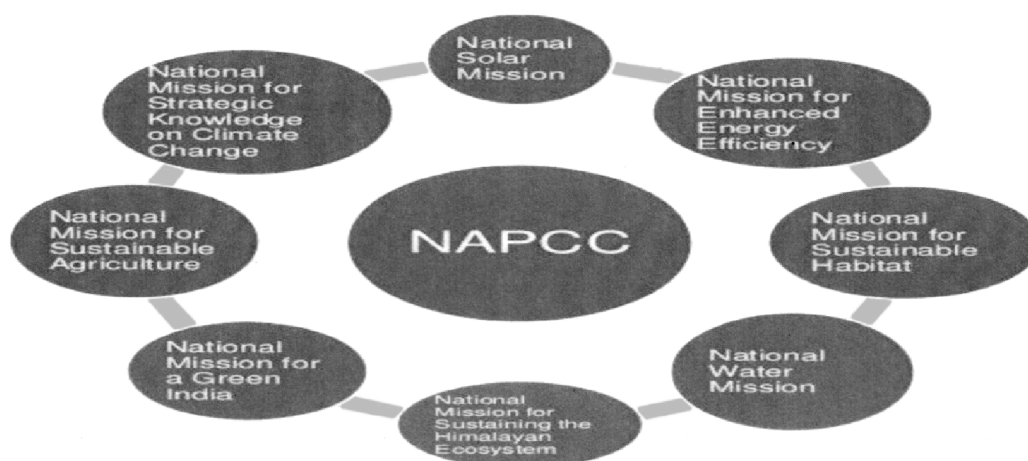 National
Solar
Mission
National
Mission for
Enhanced
Energy
Efficiency
National
Mission for
Sustainable
Habitat
National
Water
Mission
National
Mission for
Sustaining the
Himalayan
Ecosystem
National
Mission for
a Green
India
National
Mission for
Sustainable
Agriculture
National
Mission for
Strategic
Knowledge
on Climate
Change
NAPCC